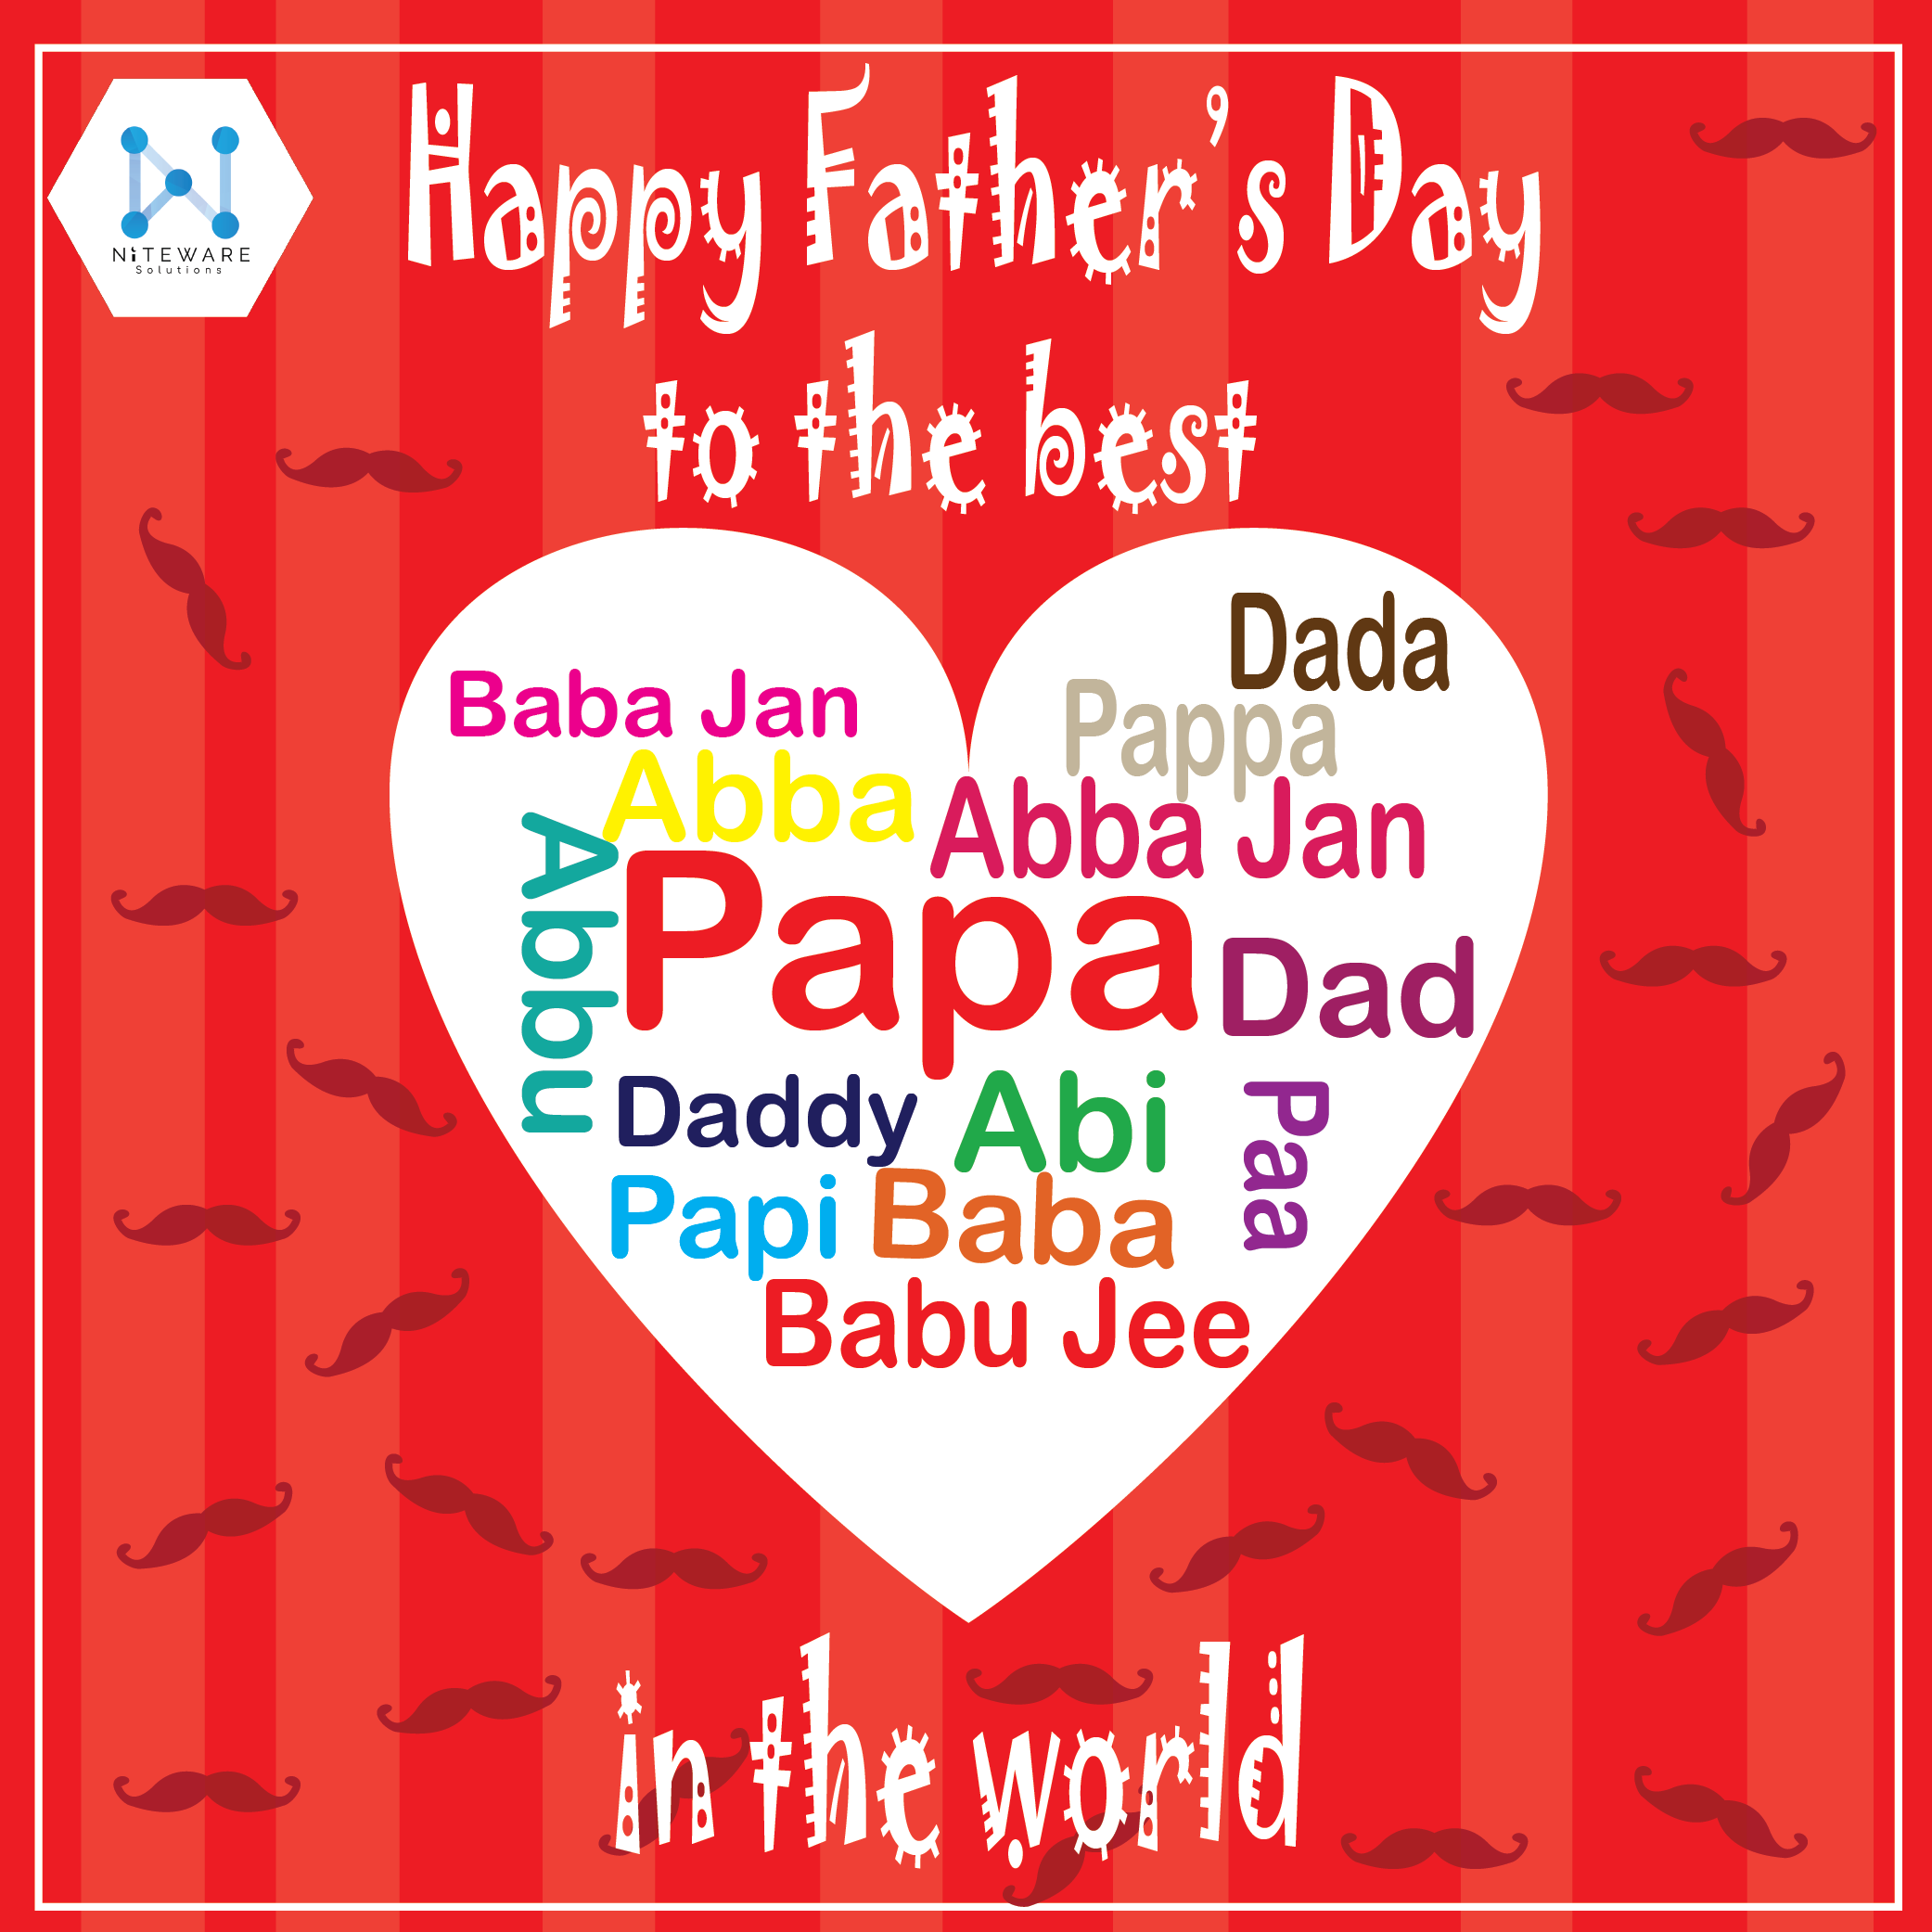 NiTEWARE
Solutions
Happy Father's Day
to the best
Dada
Baba Jan
Pappa
Abba
Abba Jan
Abbu
Papa
Dad
Daddy
Abi
Paa
Papi
Baba
Babu Jee
in the world